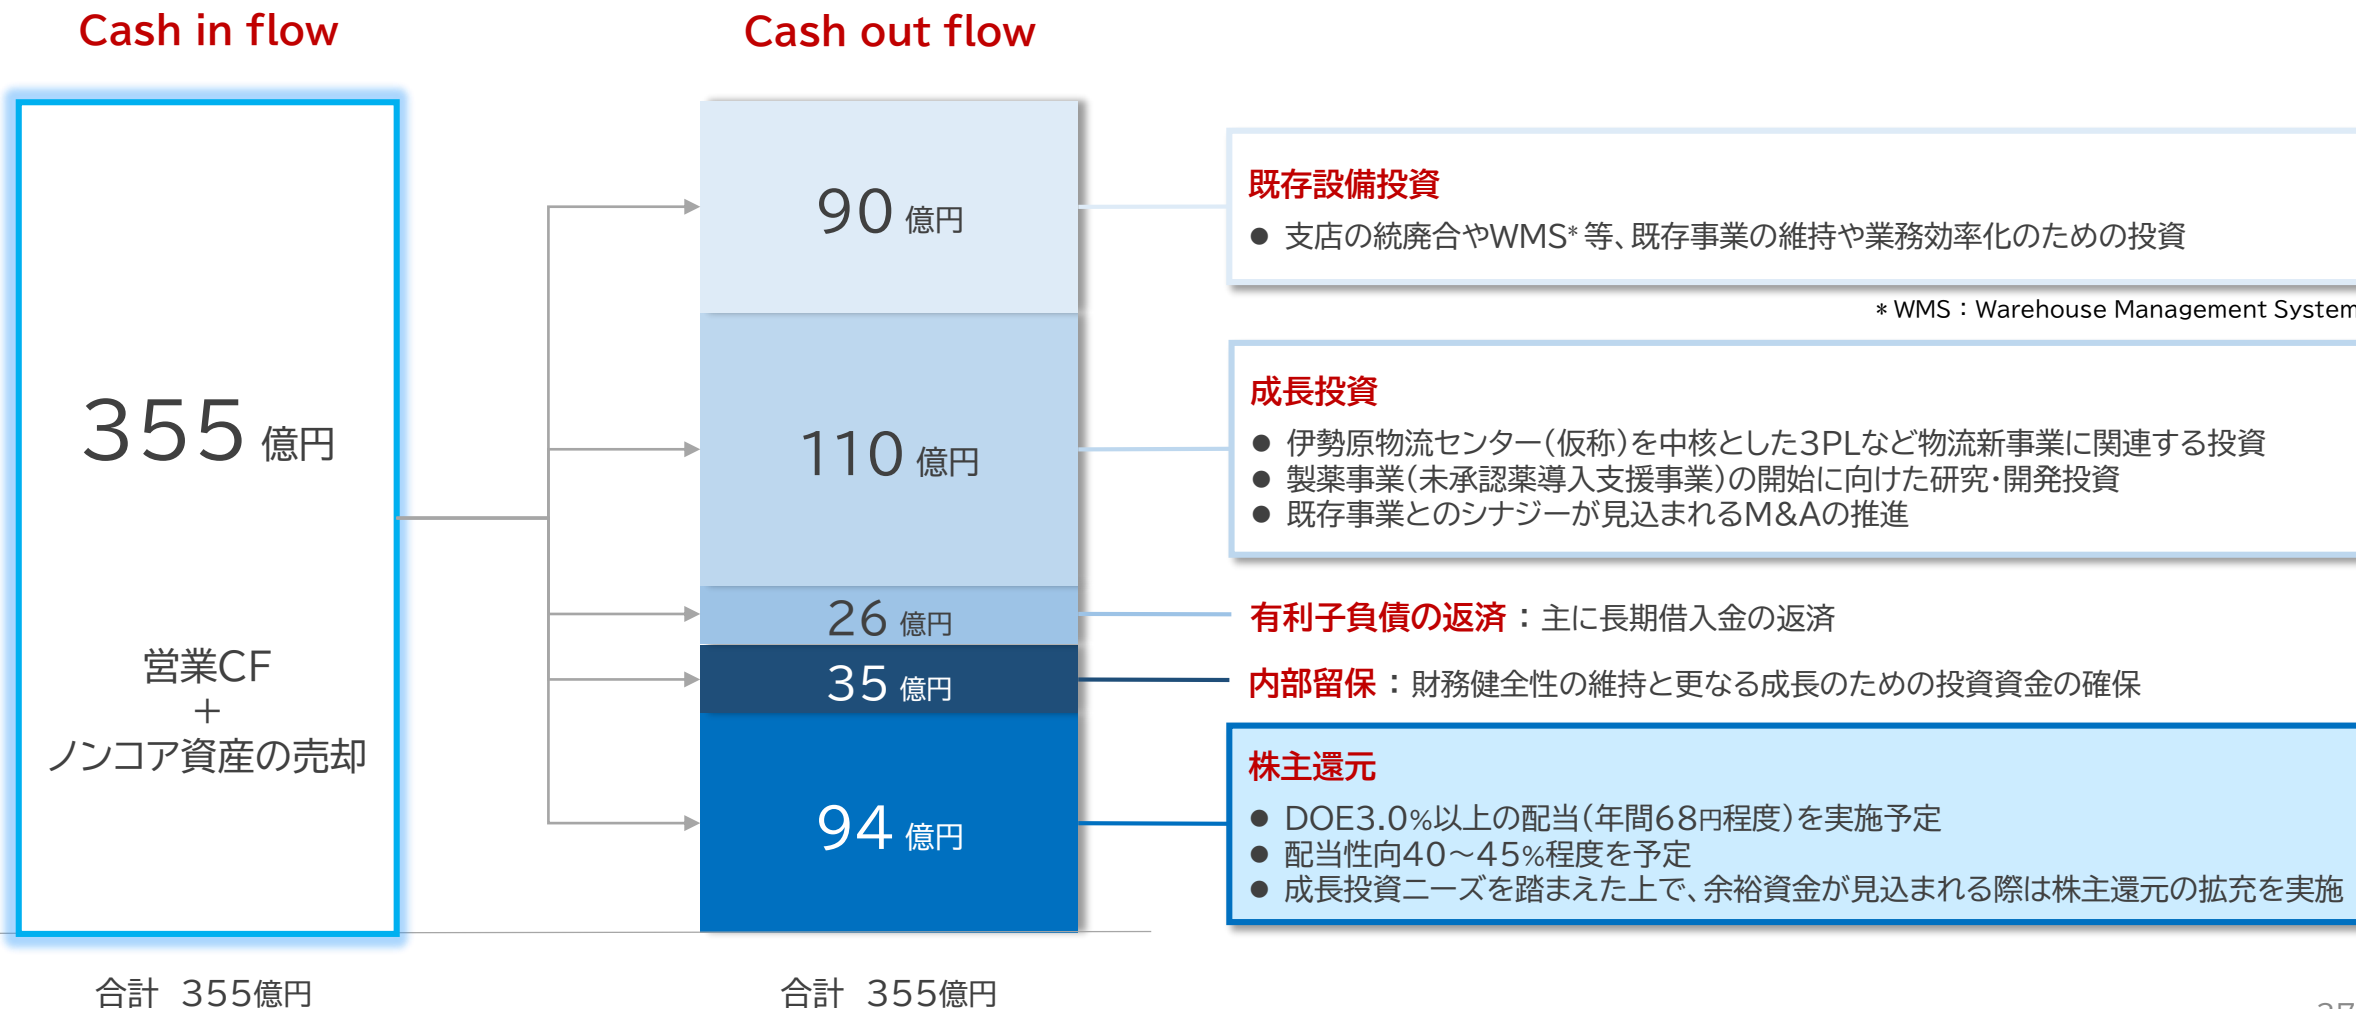 Cash in flow
Cash out flow
355 億円
営業CF
+
ノンコア資産の売却
合計 355億円
90 億円
110 億円
26 億円
35 億円
94 億円
合計 355億円
既存設備投資
● 支店の統廃合やWMS* 等、既存事業の維持や業務効率化のための投資
* WMS：Warehouse Management System
成長投資
● 伊勢原物流センター（仮称）を中核とした3PLなど物流新事業に関連する投資
● 製薬事業（未承認薬導入支援事業）の開始に向けた研究・開発投資
● 既存事業とのシナジーが見込まれるM&Aの推進
有利子負債の返済：主に長期借入金の返済
内部留保：財務健全性の維持と更なる成長のための投資資金の確保
株主還元
● DOE3.0%以上の配当（年間68円程度）を実施予定
● 配当性向40～45%程度を予定
● 成長投資ニーズを踏まえた上で、余裕資金が見込まれる際は株主還元の拡充を実施